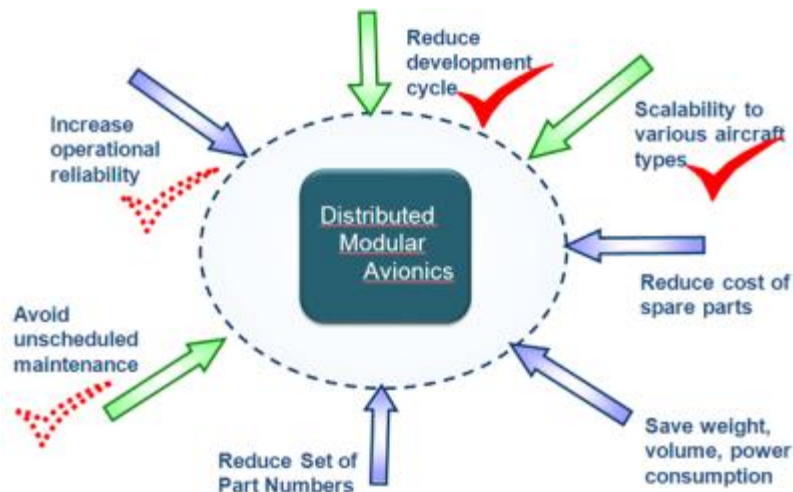 Reduce
development
cycle
Increase
operational
reliability
Scalability to
various aircraft
types
Distributed
Modular
Avionics
Reduce cost of
spare parts
Avoid
unscheduled
maintenance
Save weight,
volume, power
consumption
Reduce Set of
Part Numbers